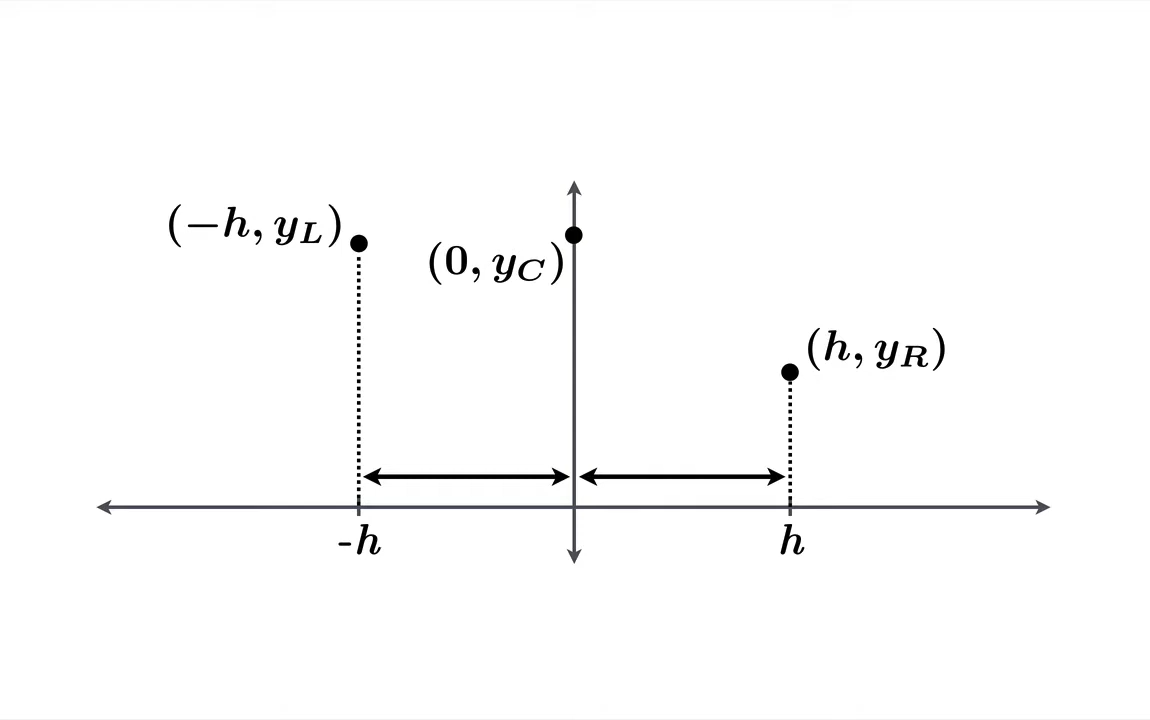 (−h, y_L)
(0, y_C)
(h, y_R)
-h
h